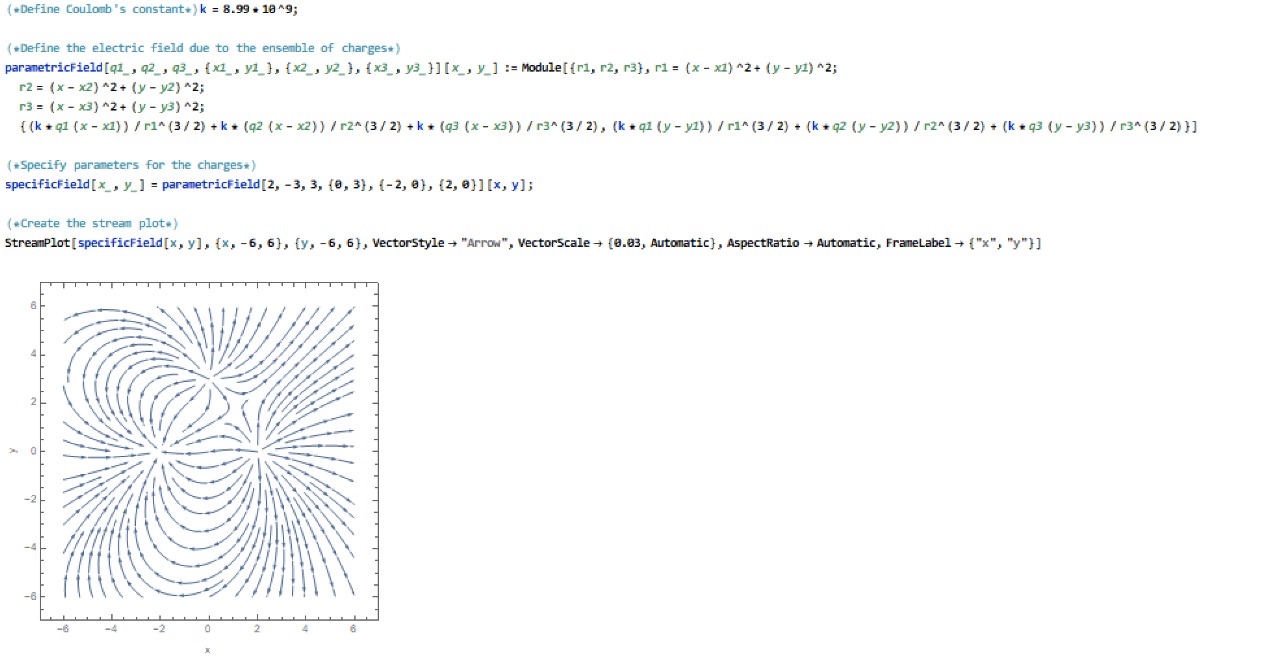 (*Define Coulomb's constant*)k = 8.99 * 10^9;
(*Define the electric field due to the ensemble of charges*)
parametricField[q1_, q2_, q3_, {x1_, y1_}, {x2_, y2_}, {x3_, y3_}][x_, y_] := Module[{r1, r2, r3}, r1 = (x - x1)^2 + (y - y1)^2;
r2 = (x - x2)^2 + (y - y2)^2;
r3 = (x - x3)^2 + (y - y3)^2;
{(k * q1 (x - x1)) / r1^(3/2) + k * (q2 (x - x2)) / r2^(3/2) + k * (q3 (x - x3)) / r3^(3/2), (k * q1 (y - y1)) / r1^(3/2) + (k * q2 (y - y2)) / r2^(3/2) + (k * q3 (y - y3)) / r3^(3/2)}]
(*Specify parameters for the charges*)
specificField[x_, y_] = parametricField[2, -3, 3, {0, 3}, {-2, 0}, {2, 0}][x, y];
(*Create the stream plot*)
StreamPlot[specificField[x, y], {x, -6, 6}, {y, -6, 6}, VectorStyle → "Arrow", VectorScale → {0.03, Automatic}, AspectRatio → Automatic, FrameLabel → {"x", "y"}]
6
4
2
y
0
-2
-4
-6
-6 -4 -2 0 2 4 6
x